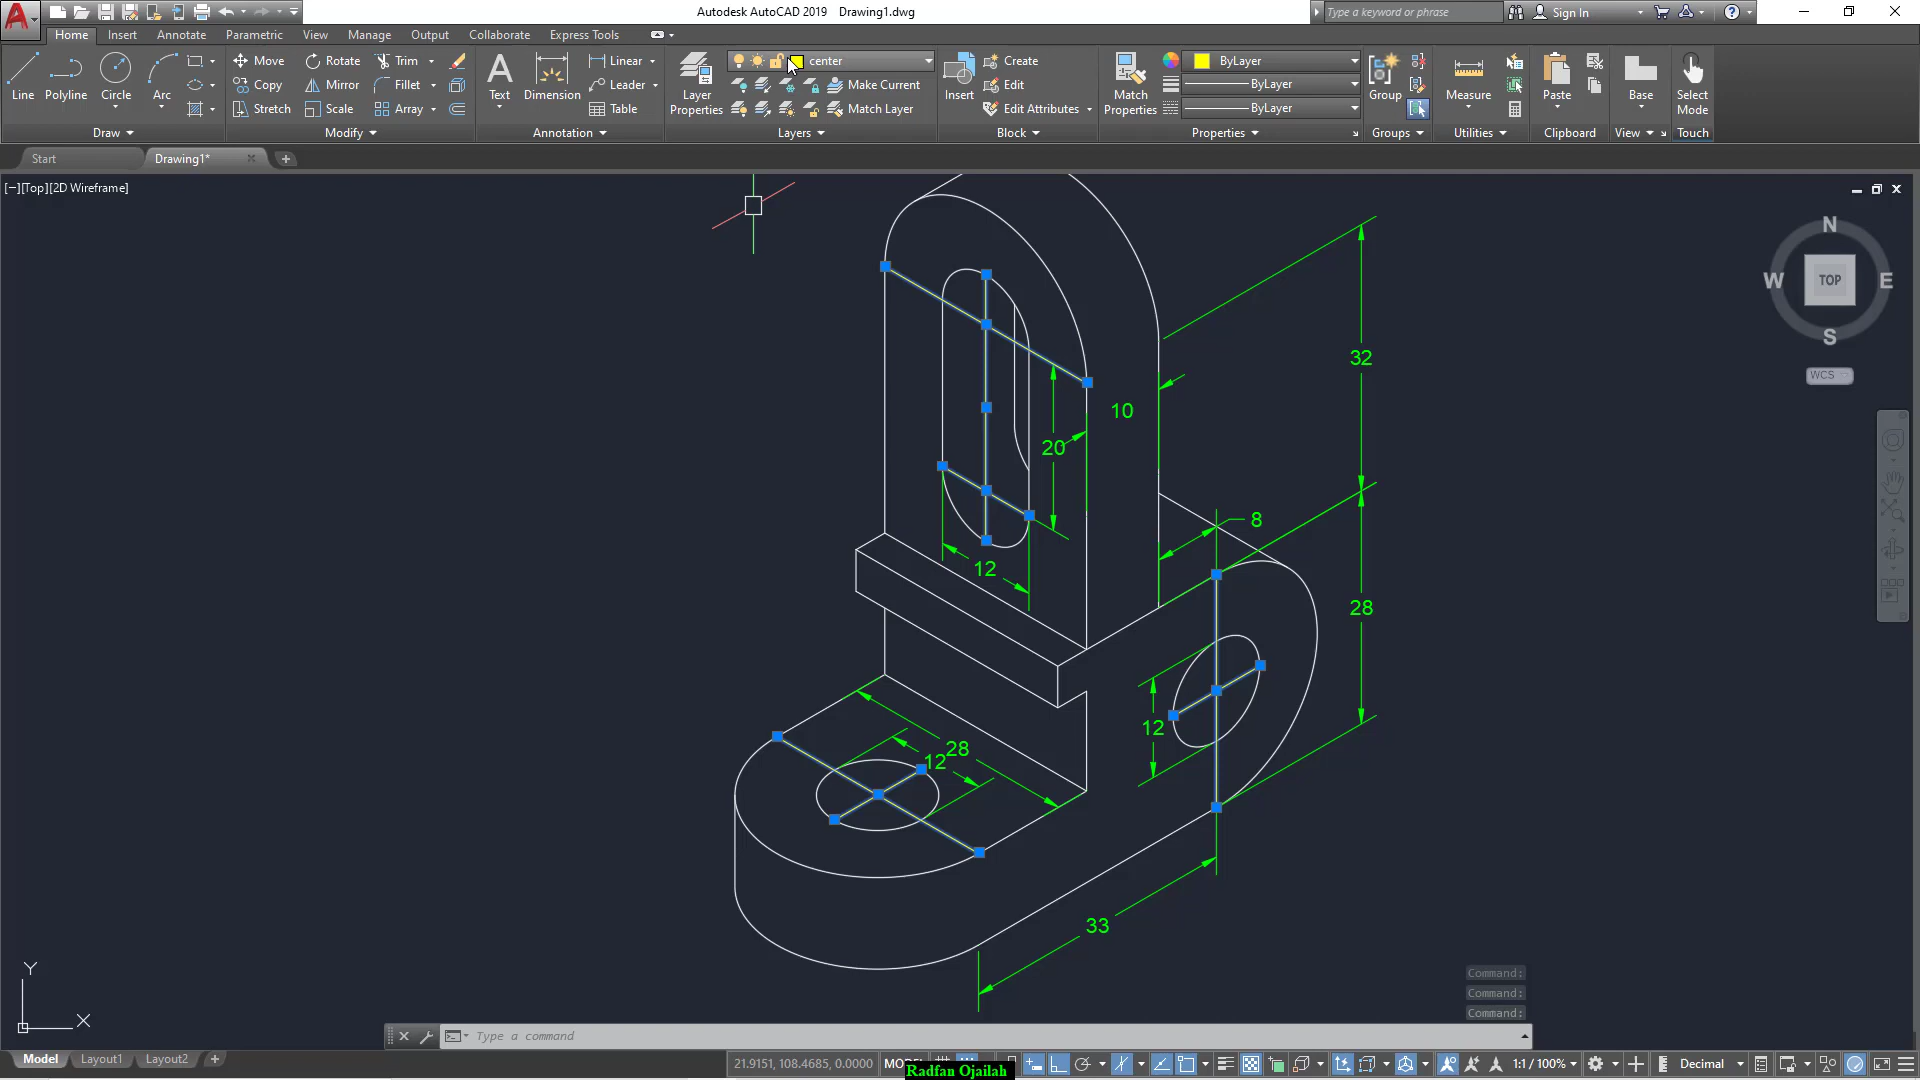 Autodesk AutoCAD 2019 Drawing1.dwg
Type a keyword or phrase
Sign In
Home Insert Annotate Parametric View Manage Output Collaborate Express Tools
Line Polyline Circle Arc
Draw
Move Rotate Trim
Copy Mirror Fillet
Stretch Scale Array
Modify
Text Dimension
Linear
Leader
Table
Annotation
Layer Properties
center
Make Current
Match Layer
Layers
Insert
Create
Edit
Edit Attributes
Block
Match Properties
ByLayer
ByLayer
ByLayer
Properties
Group
Groups
Measure
Utilities
Paste
Clipboard
Base
View
Select Mode
Touch
Start Drawing1*
[−][Top][2D Wireframe]
N
W TOP E
S
WCS
32
10
20
8
12
28
12
28
12
33
Y
X
Command:
Command:
Command:
Type a command
Model Layout1 Layout2
21.9151, 108.4685, 0.0000
1:1 / 100%
Decimal
Radfan Ojailah